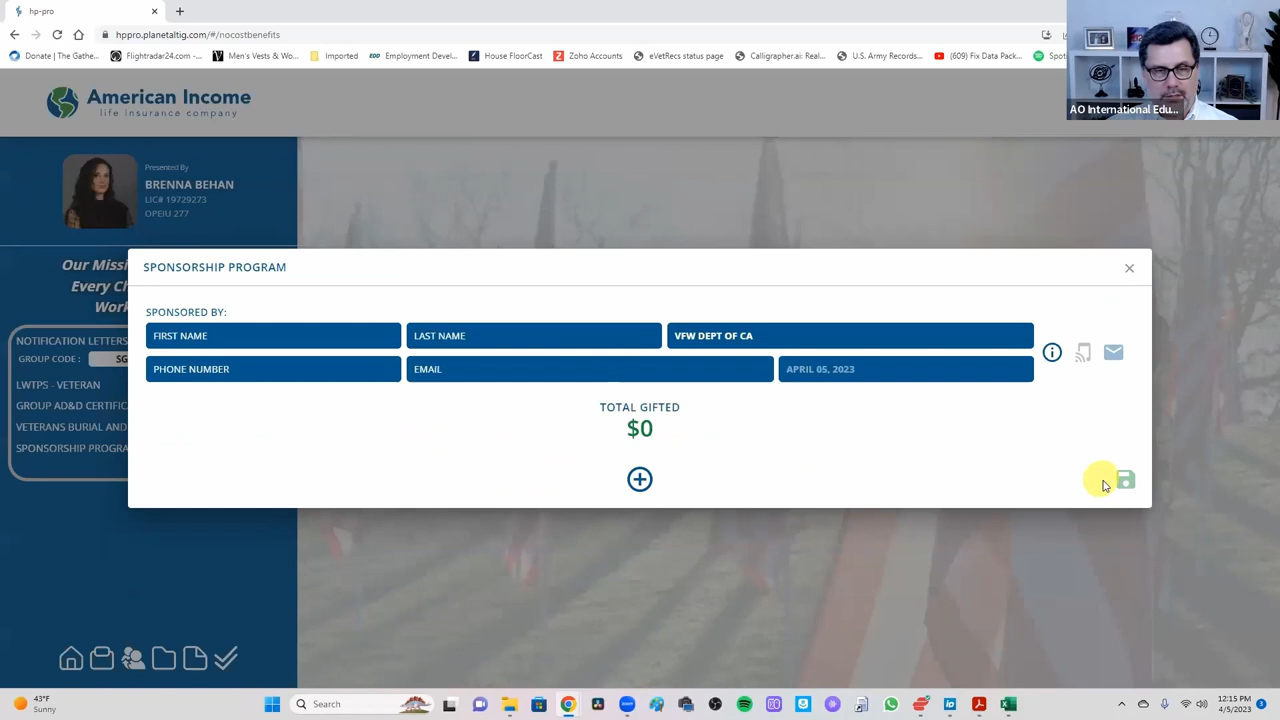 hp-pro
hppro.planetaltig.com/#/nocostbenefits
Donate | The Gathe...
Flightradar24.com -...
Men's Vests & Wo...
Imported
EDD Employment Devel...
House FloorCast
Zoho Accounts
eVetRecs status page
Calligrapher.ai: Real...
U.S. Army Records...
(609) Fix Data Pack...
Spot
American Income
life insurance company
AO International Edu...
Presented By
BRENNA BEHAN
LIC# 19729273
OPEIU 277
Our Missi
Every Ch
Work
NOTIFICATION LETTERS
GROUP CODE : SG
LWTPS - VETERAN
GROUP AD&D CERTIFICA
VETERANS BURIAL AND
SPONSORSHIP PROGRA
SPONSORSHIP PROGRAM
SPONSORED BY:
FIRST NAME
LAST NAME
VFW DEPT OF CA
PHONE NUMBER
EMAIL
APRIL 05, 2023
TOTAL GIFTED
$0
43°F
Sunny
Search
12:15 PM
4/5/2023